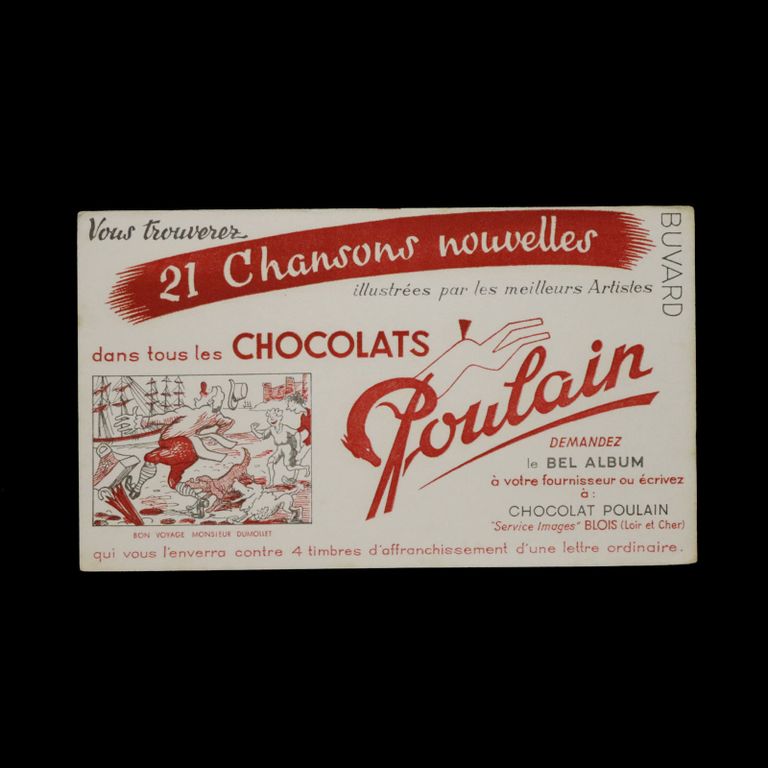 Vous trouverez
21 Chansons nouvelles
illustrées par les meilleurs Artistes
BUVARD
dans tous les CHOCOLATS
Poulain
BON VOYAGE MONSIEUR DUMOLLET
DEMANDEZ
le BEL ALBUM
à votre fournisseur ou écrivez
à :
CHOCOLAT POULAIN
"Service Images" BLOIS (Loir et Cher)
qui vous l'enverra contre 4 timbres d'affranchissement d'une lettre ordinaire.